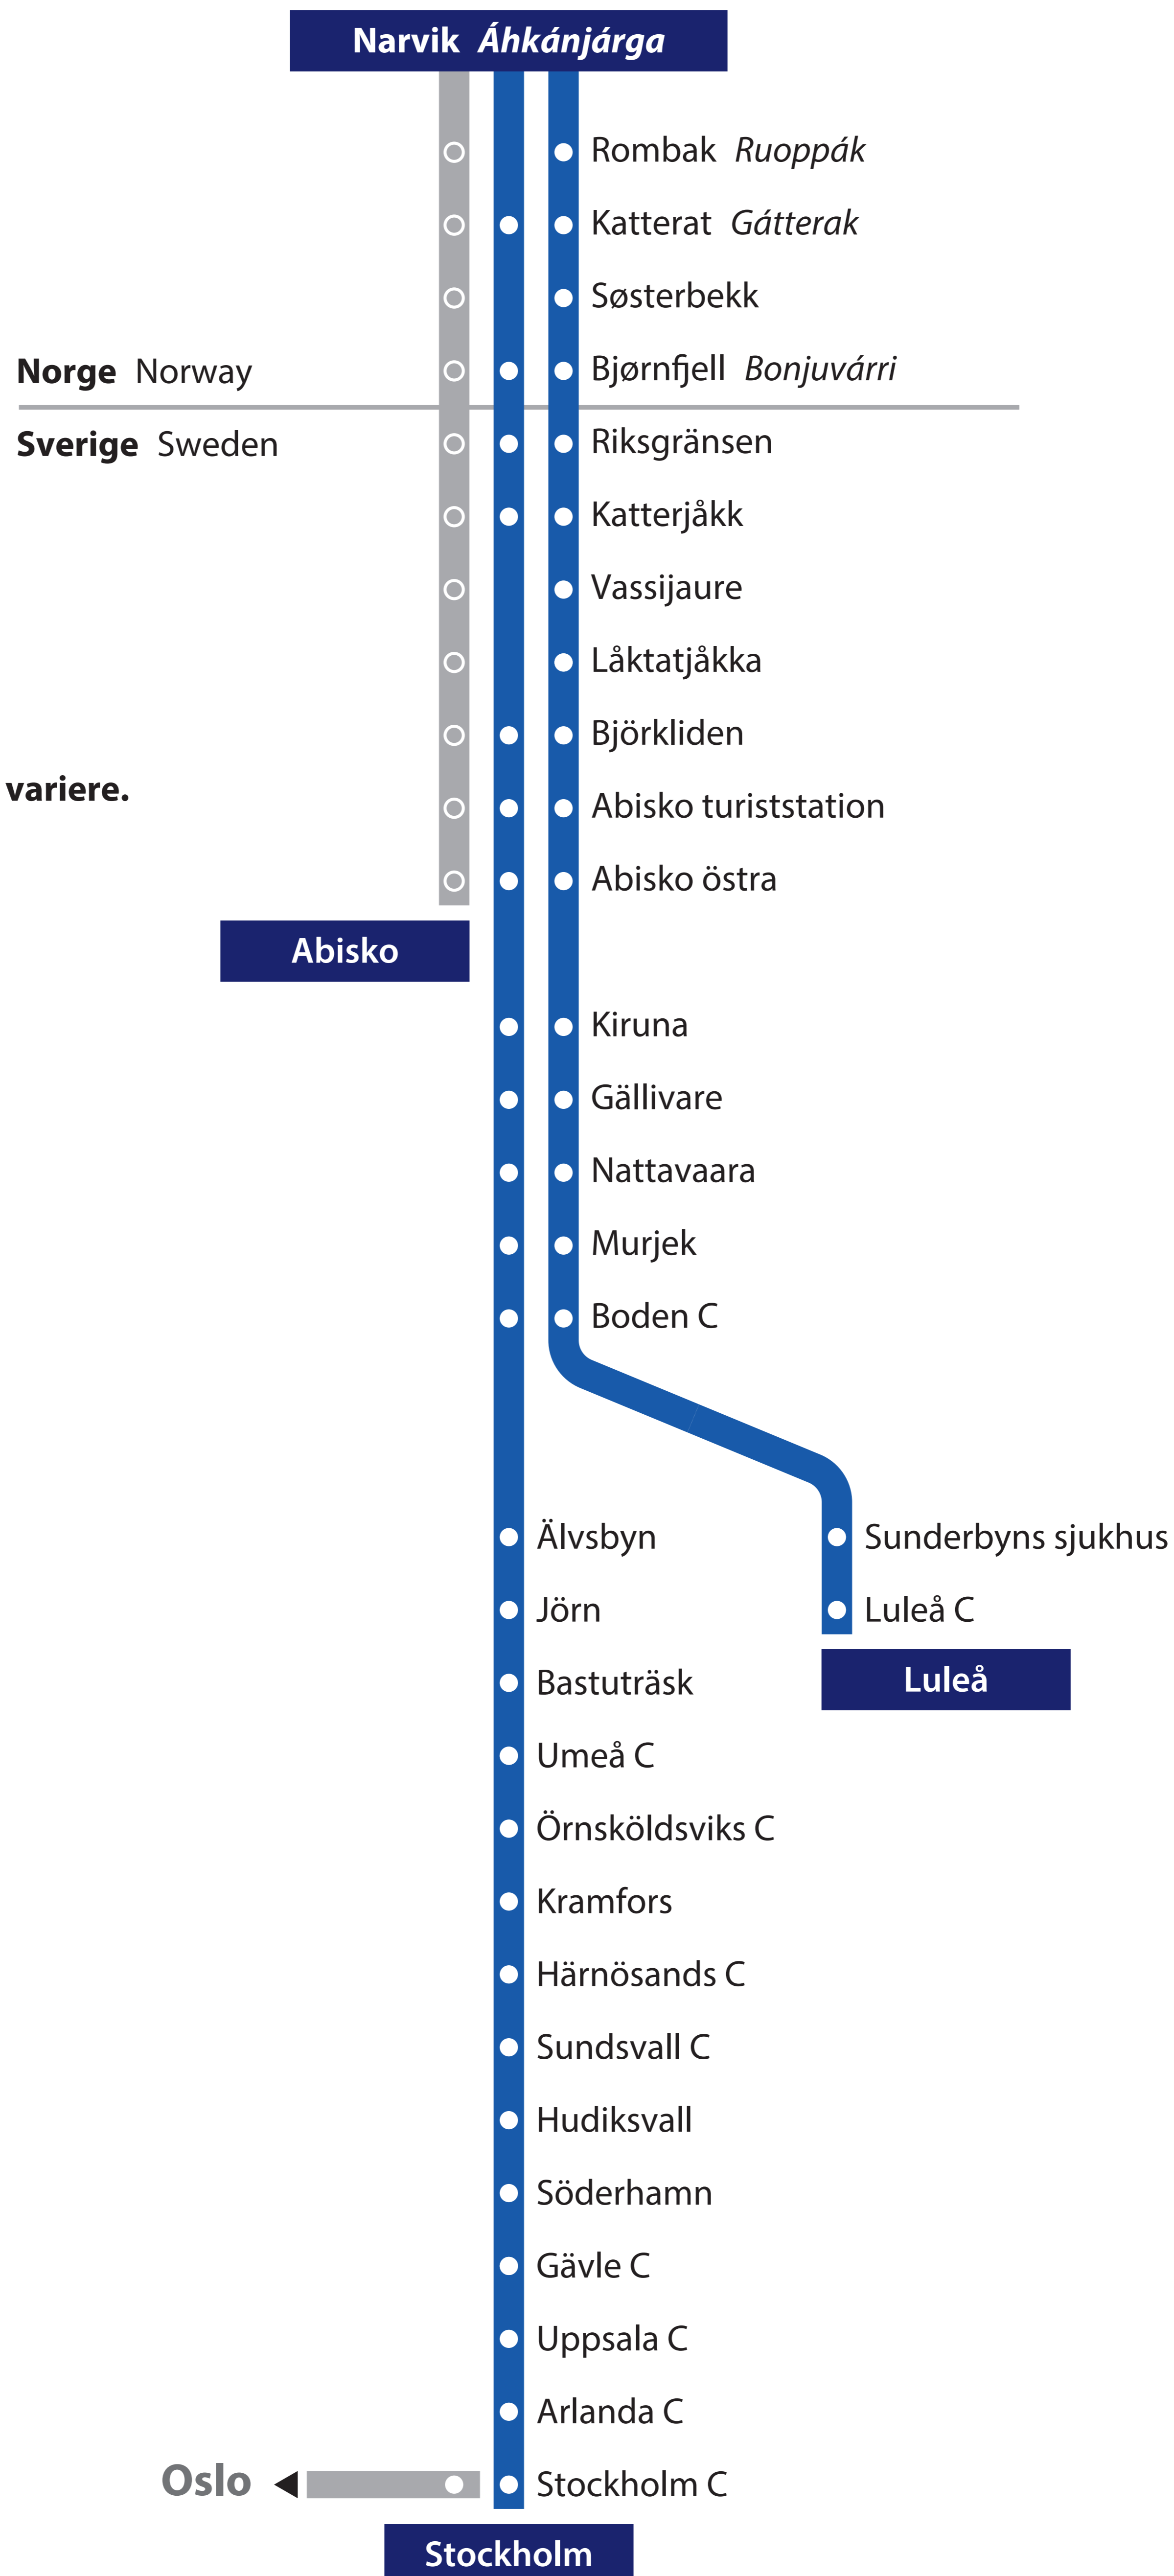 Narvik Áhkánjárga
Rombak Ruoppák
Katterat Gátterak
Søsterbekk
Norge Norway
Bjørnfjell Bonjuvárri
Sverige Sweden
Riksgränsen
Katterjåkk
Vassijaure
Låktatjåkka
Björkliden
variere.
Abisko turiststation
Abisko östra
Abisko
Kiruna
Gällivare
Nattavaara
Murjek
Boden C
Älvsbyn
Sunderbyns sjukhus
Jörn
Luleå C
Bastuträsk
Luleå
Umeå C
Örnsköldsviks C
Kramfors
Härnösands C
Sundsvall C
Hudiksvall
Söderhamn
Gävle C
Uppsala C
Arlanda C
Oslo
Stockholm C
Stockholm